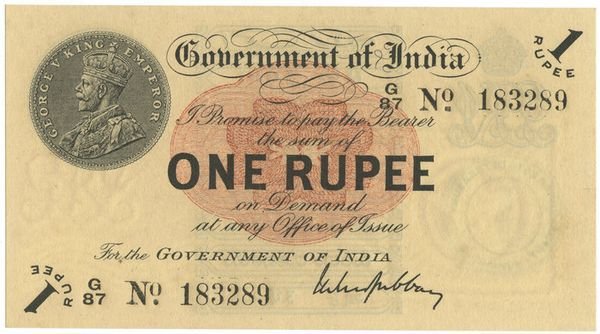 GEORGE V KING EMPEROR
Government of India
1 RUPEE
G/87 No 183289
I Promise to pay the Bearer
the sum of
ONE RUPEE
on Demand
at any Office of Issue
For the GOVERNMENT OF INDIA
1 RUPEE
G/87 No 183289